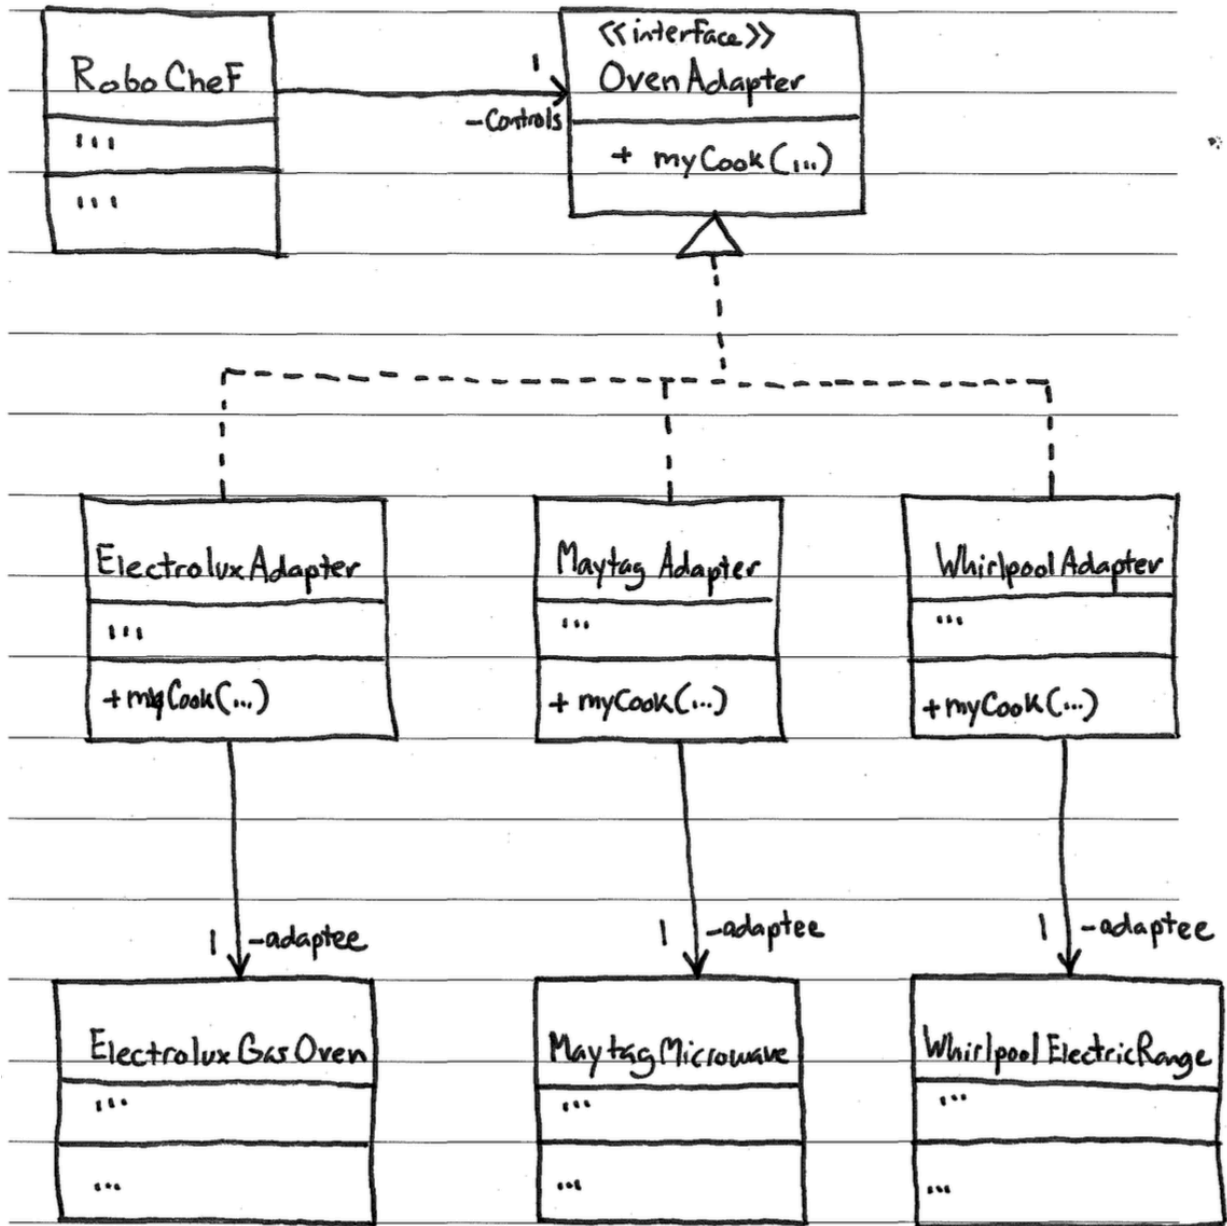 <<interface>>
RoboChef
1
OvenAdapter
-Controls
...
+ myCook(...)
...
ElectroluxAdapter
Maytag Adapter
WhirlpoolAdapter
...
...
...
+myCook(...)
+ myCook(...)
+myCook(...)
1 -adaptee
1 -adaptee
1 -adaptee
ElectroluxGasOven
MaytagMicrowave
WhirlpoolElectricRange
...
...
...
...
...
...